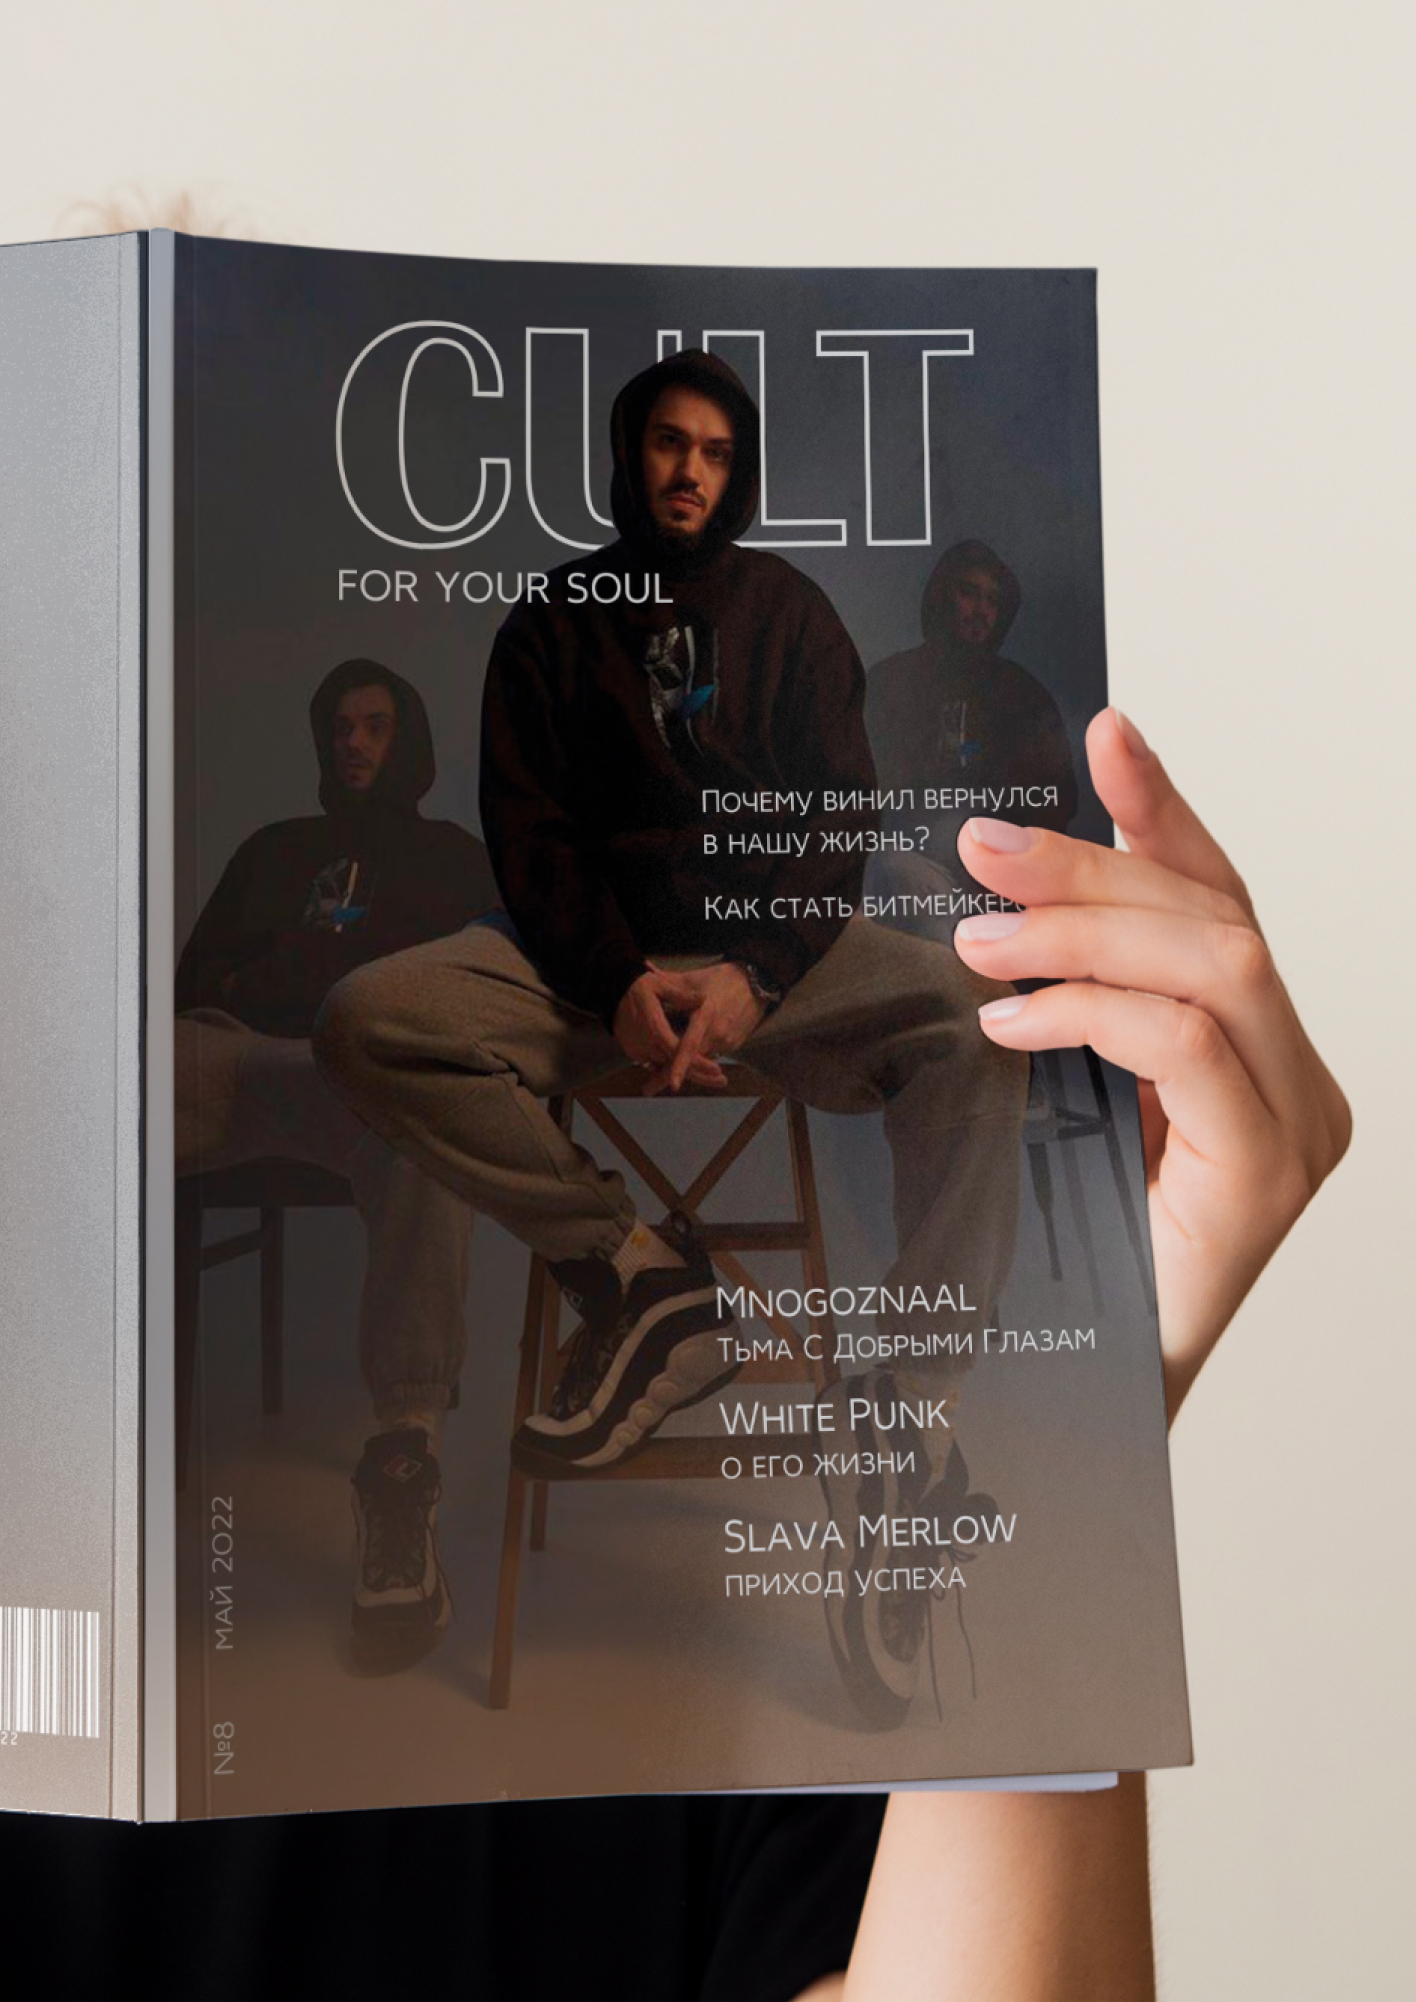 CULT
FOR YOUR SOUL
Почему винил вернулся
в нашу жизнь?
Как стать
Mnogoznaal
Тьма С Добрыми Глазам
White Punk
о его жизни
Slava Merlow
приход успеха
№8 МАЙ 2022
22